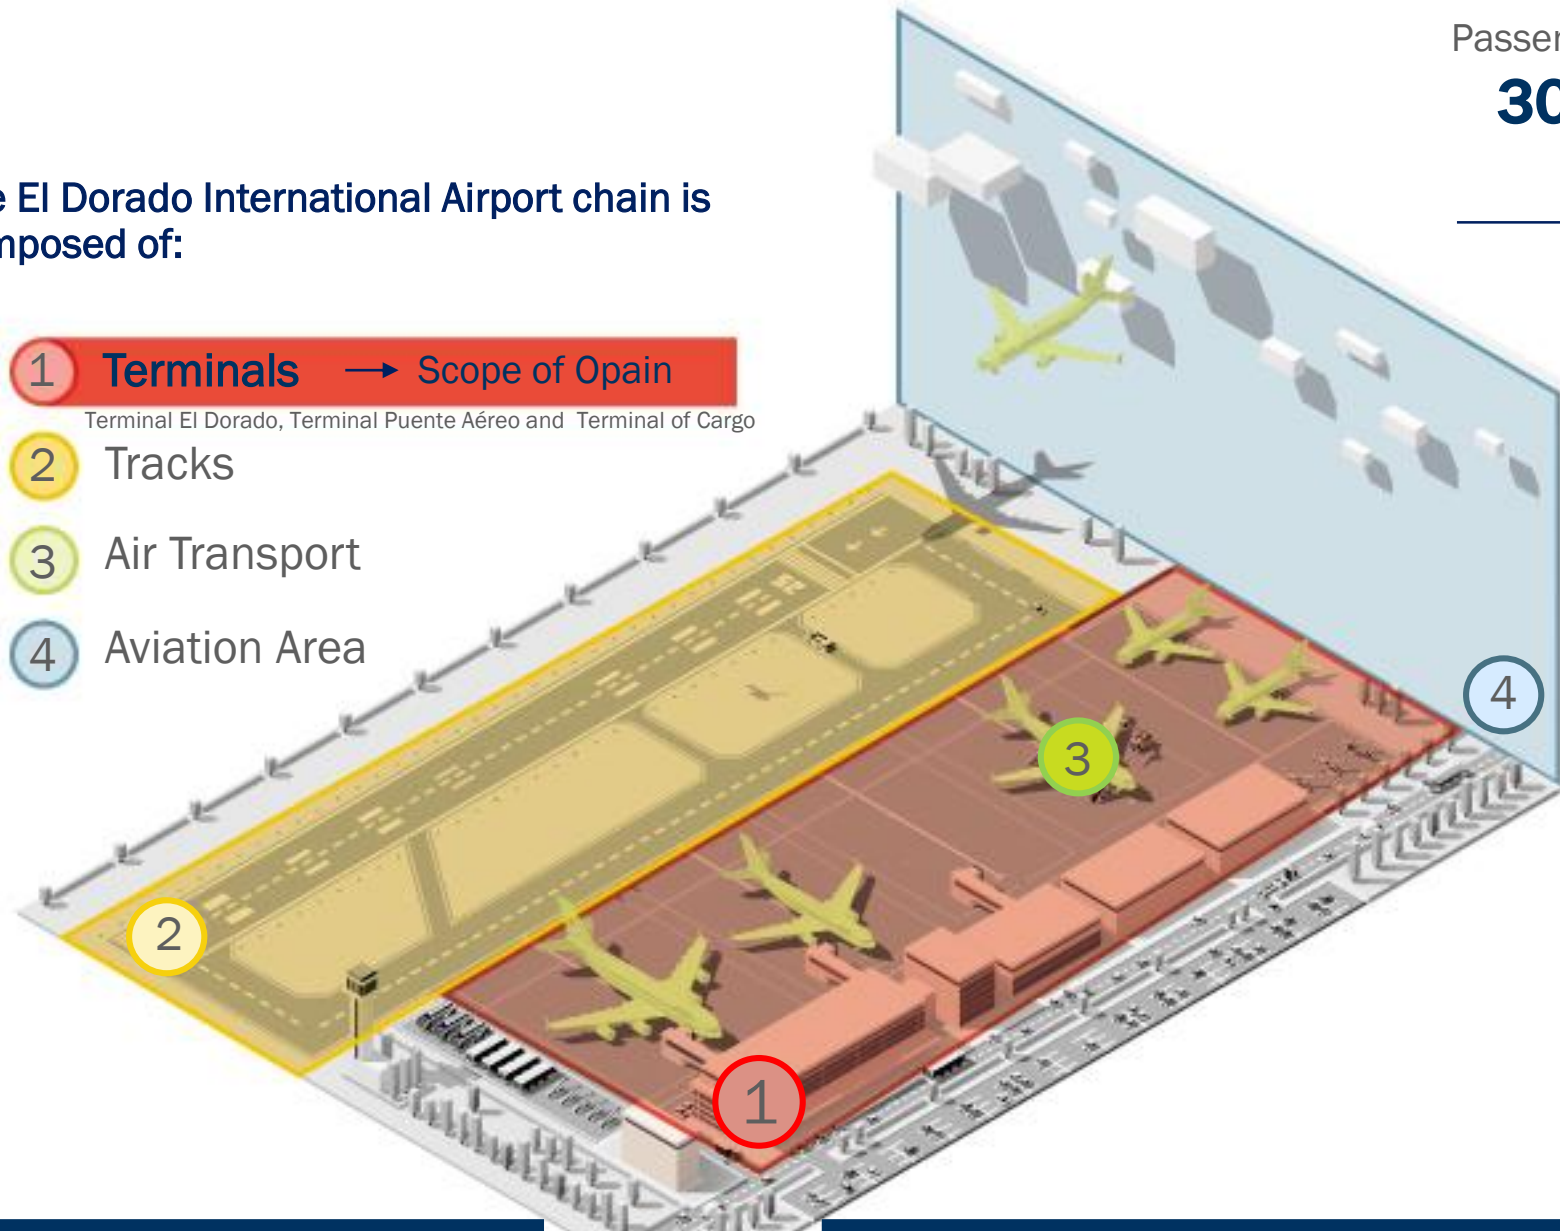 Passer
30
e El Dorado International Airport chain is
mposed of:
1 Terminals → Scope of Opain
Terminal El Dorado, Terminal Puente Aéreo and Terminal of Cargo
2 Tracks
3 Air Transport
4 Aviation Area
4
3
2
1